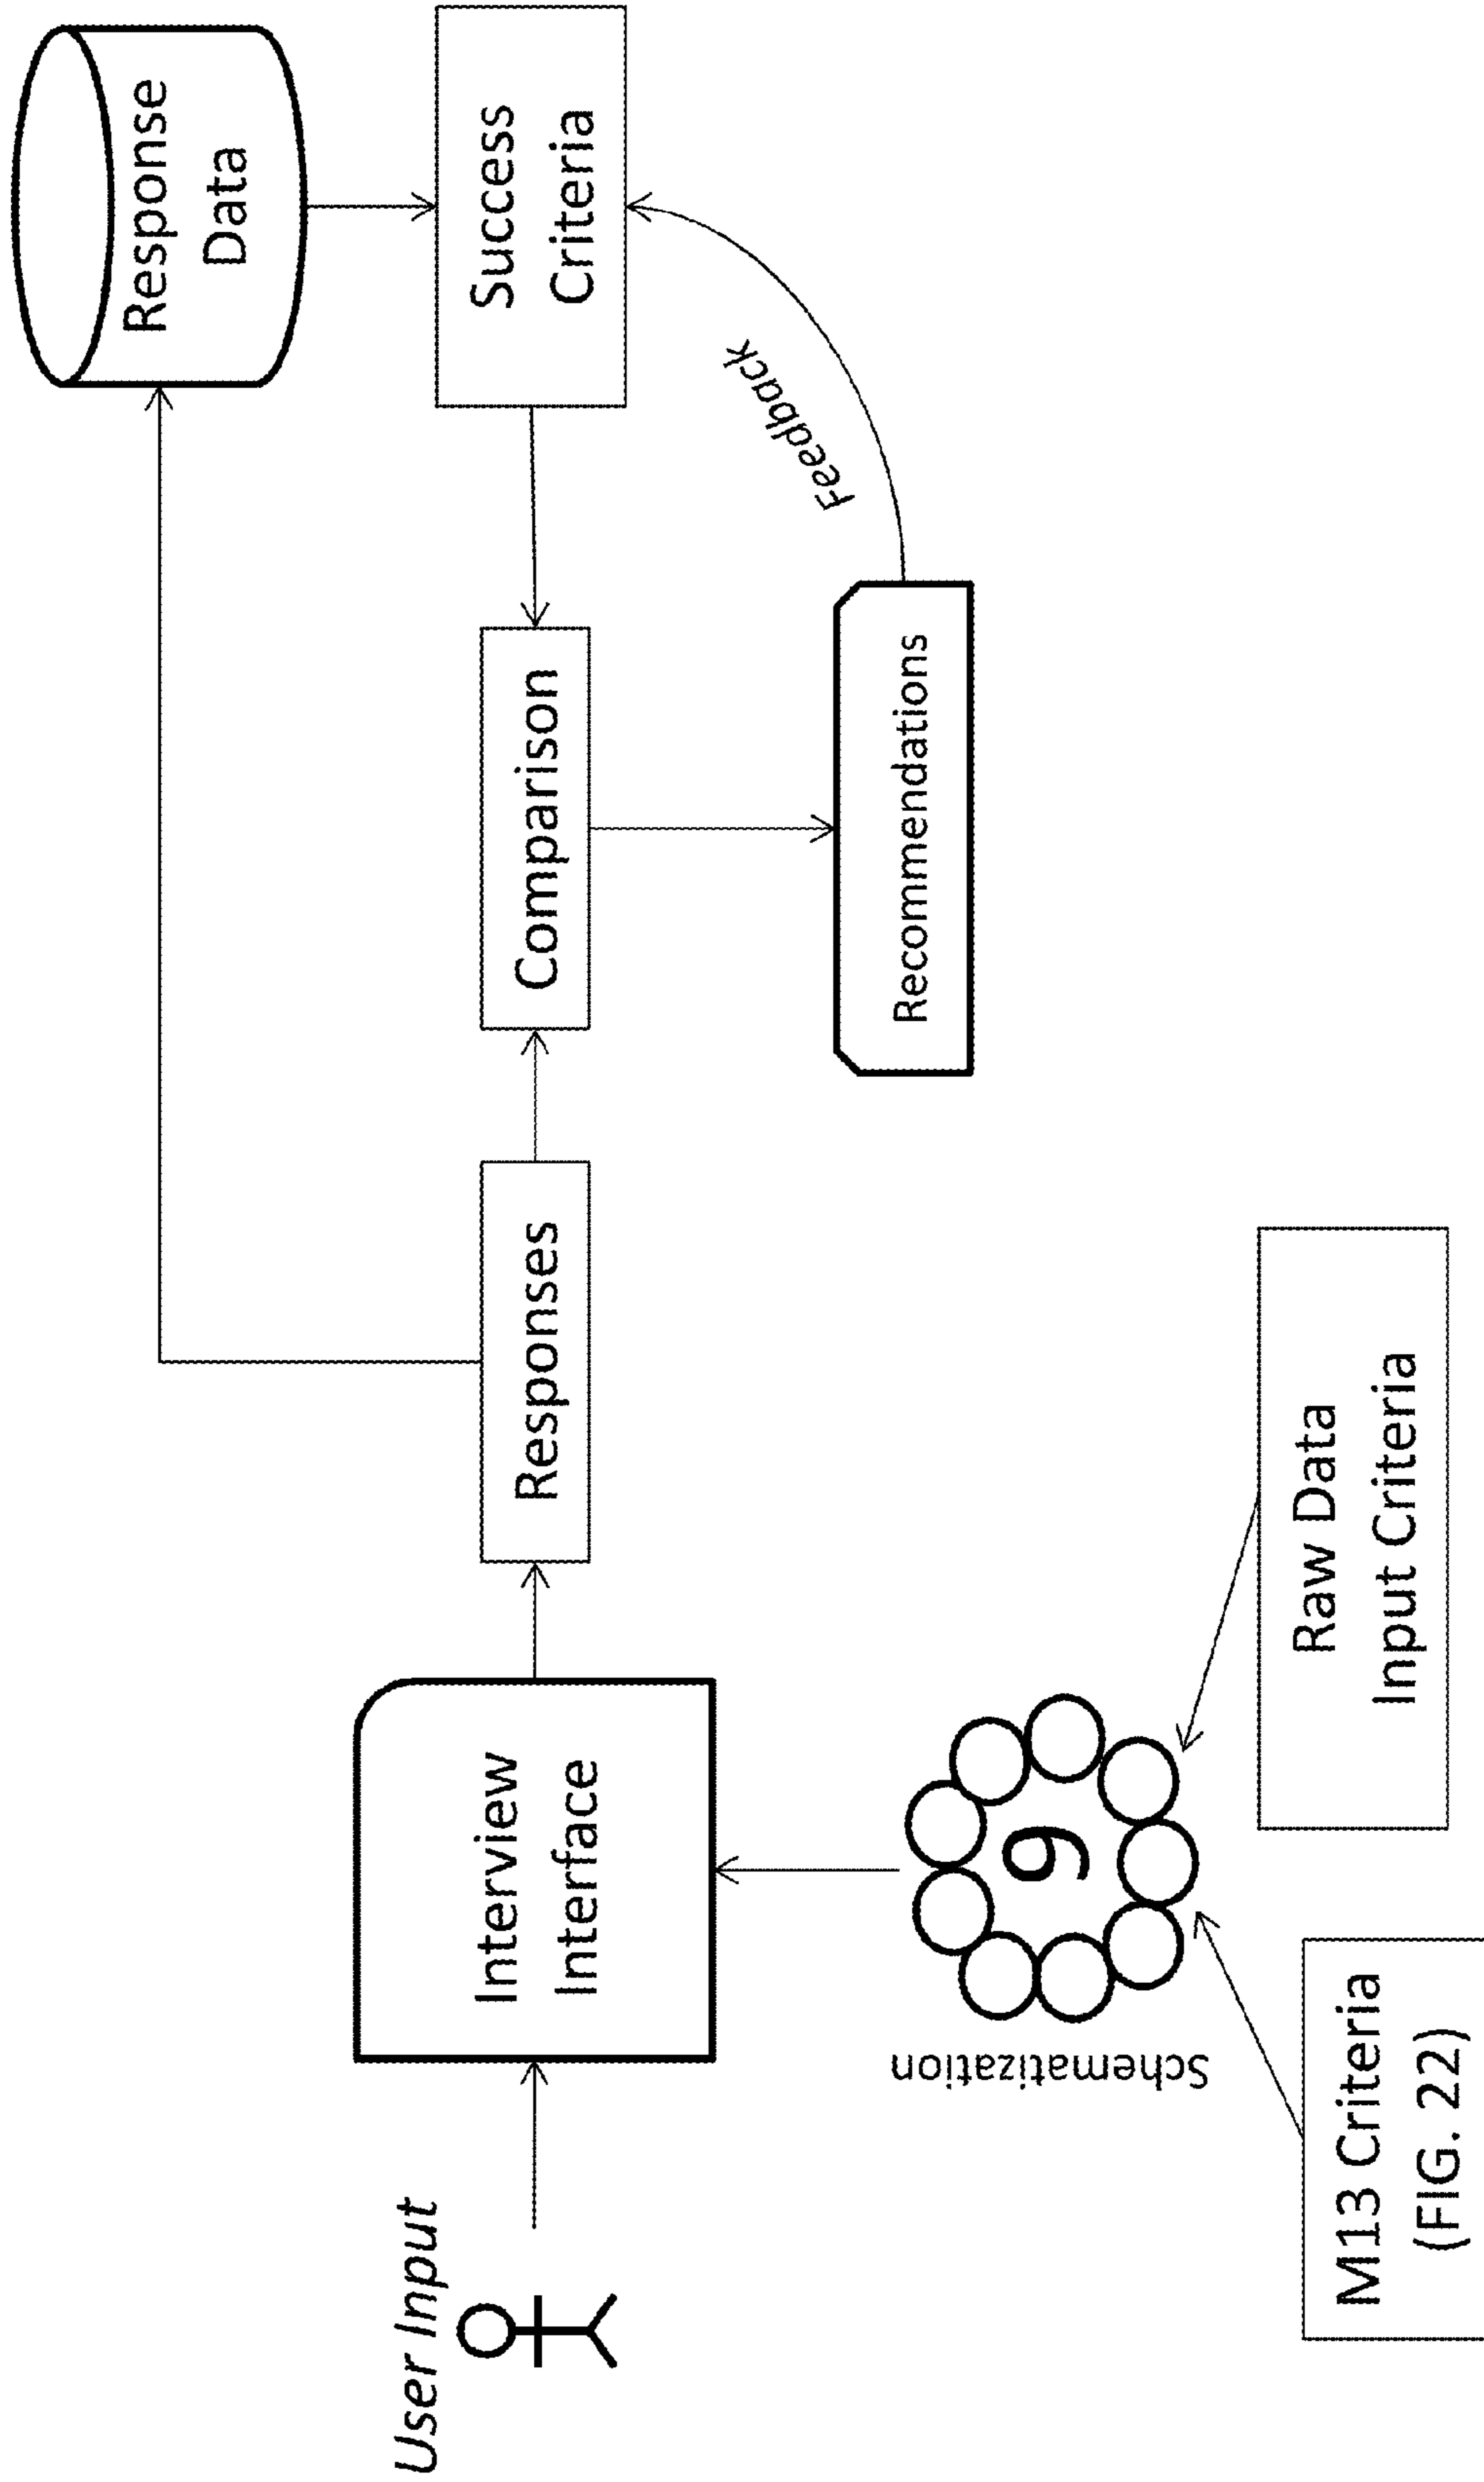 Response
Data
Success
Criteria
Feedback
Comparison
Recommendations
Responses
Interview
Interface
User Input
9
Schematization
Raw Data
Input Criteria
M13 Criteria
(FIG. 22)